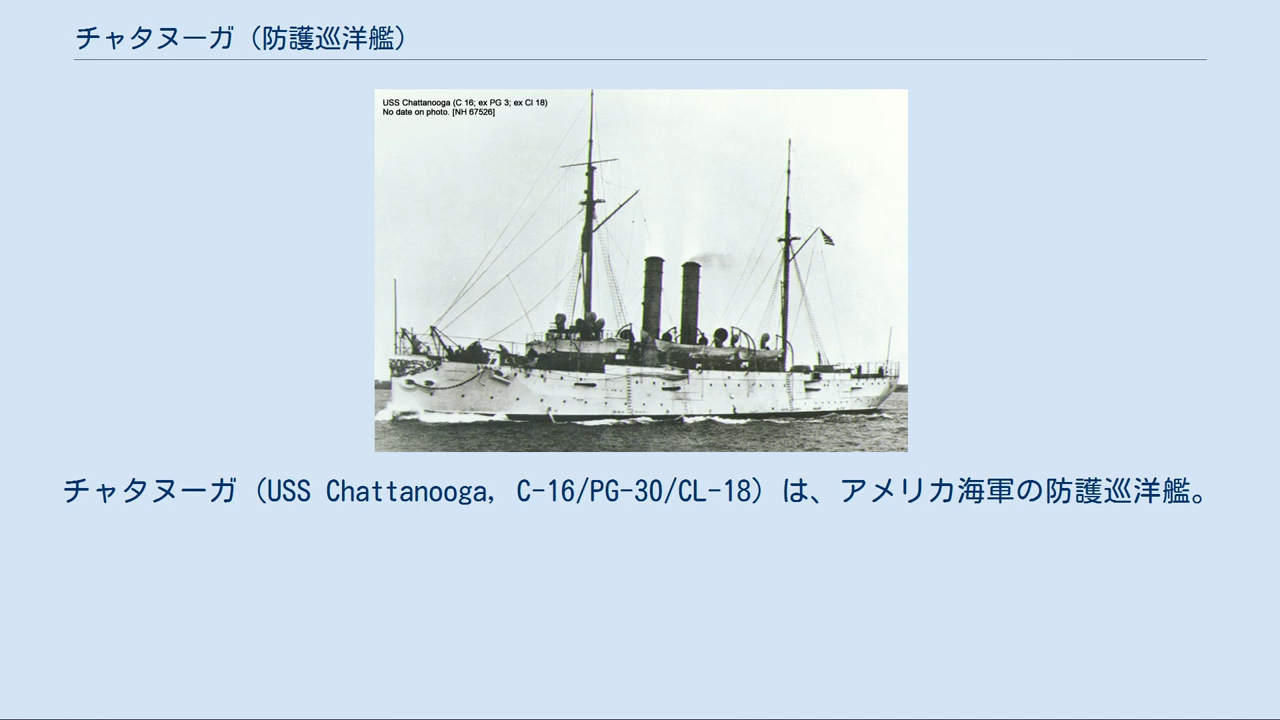 チャタヌーガ（防護巡洋艦）
USS Chattanooga (C 16; ex PG 3; ex Cl 18)
No date on photo. [NH 67526]
チャタヌーガ（USS Chattanooga, C-16/PG-30/CL-18）は、アメリカ海軍の防護巡洋艦。